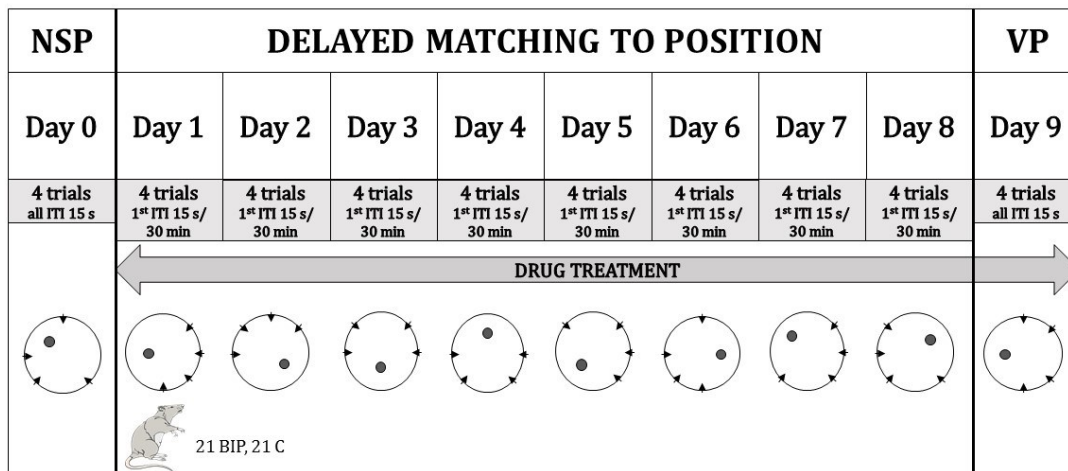 NSP DELAYED MATCHING TO POSITION VP
Day 0 Day 1 Day 2 Day 3 Day 4 Day 5 Day 6 Day 7 Day 8 Day 9
4 trials 4 trials 4 trials 4 trials 4 trials 4 trials 4 trials 4 trials 4 trials 4 trials
all ITI 15 s 1st ITI 15 s/ 1st ITI 15 s/ 1st ITI 15 s/ 1st ITI 15 s/ 1st ITI 15 s/ 1st ITI 15 s/ 1st ITI 15 s/ 1st ITI 15 s/ all ITI 15 s
30 min 30 min 30 min 30 min 30 min 30 min 30 min 30 min
DRUG TREATMENT
21 BIP, 21 C